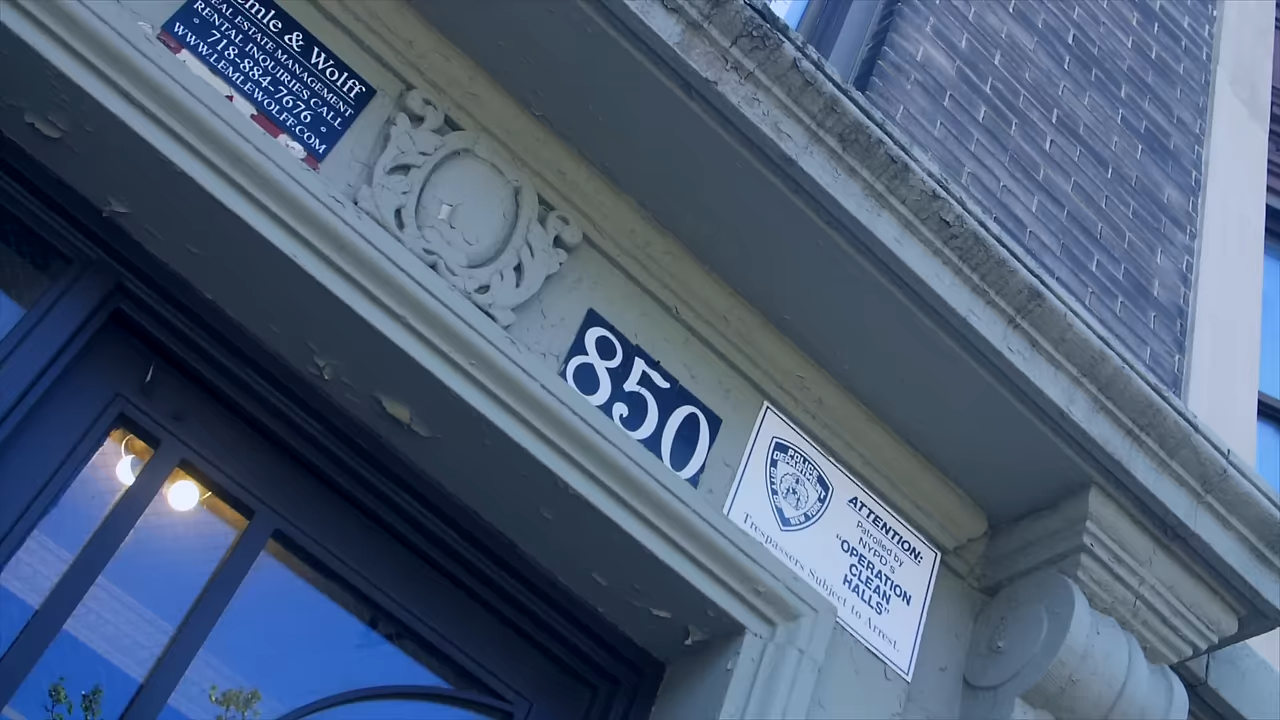 emle & Wolff
REAL ESTATE MANAGEMENT
RENTAL INQUIRIES CALL
718-884-7676
WWW.LEMLEWOLFF.COM
850
POLICE
DEPARTMENT
CITY OF
NEW YORK
ATTENTION:
Patrolled by
NYPD's
"OPERATION
CLEAN
HALLS"
Trespassers Subject to Arrest.